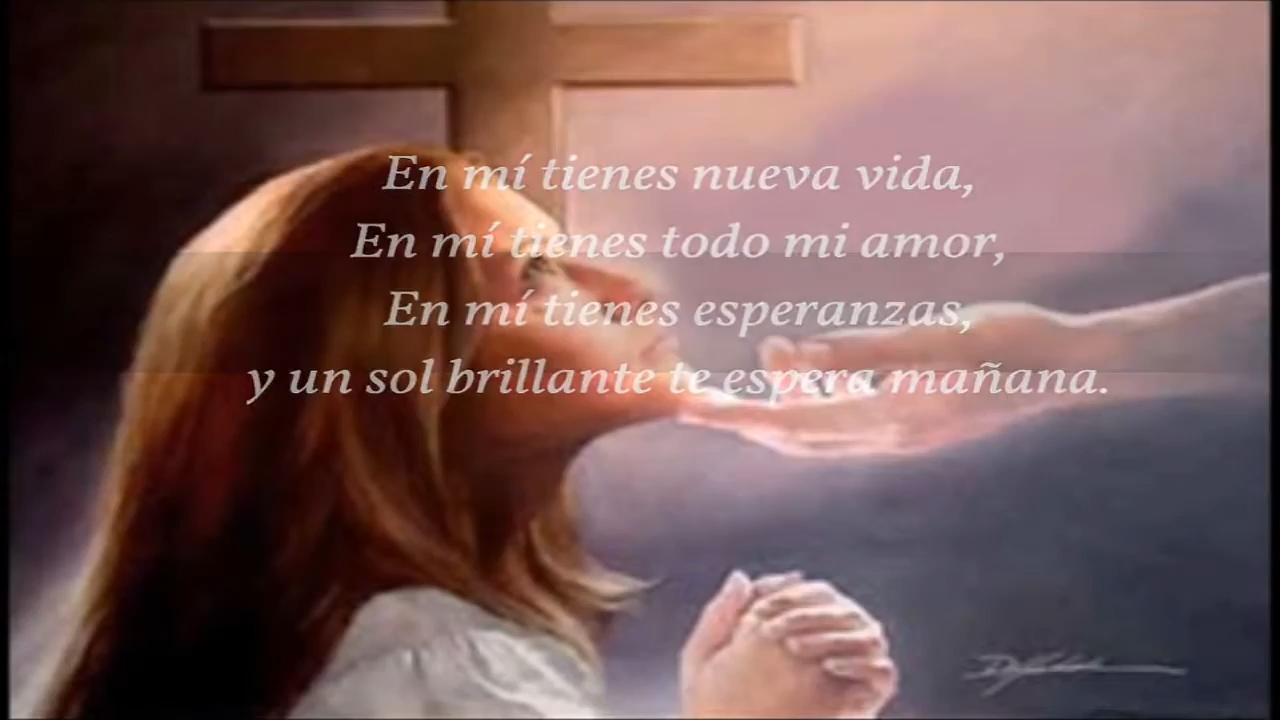 En mí tienes nueva vida,
En mí tienes todo mi amor,
En mí tienes esperanzas,
y un sol brillante te espera mañana.